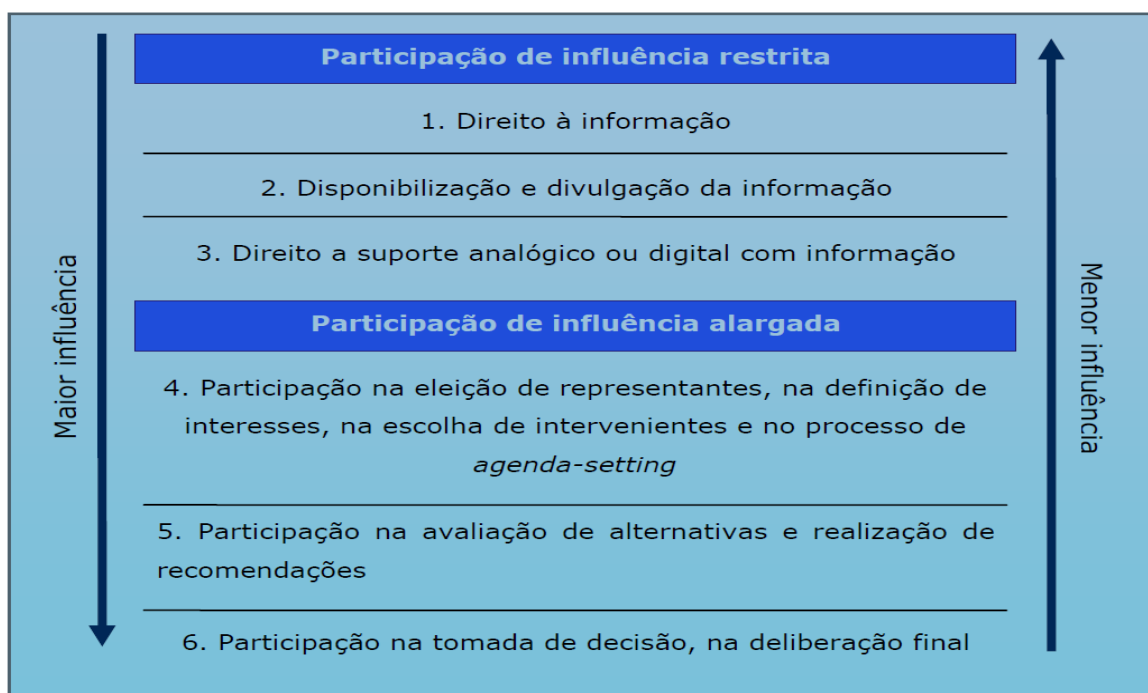 Participação de influência restrita
1. Direito à informação
2. Disponibilização e divulgação da informação
3. Direito a suporte analógico ou digital com informação
Participação de influência alargada
4. Participação na eleição de representantes, na definição de
interesses, na escolha de intervenientes e no processo de
agenda-setting
5. Participação na avaliação de alternativas e realização de
recomendações
6. Participação na tomada de decisão, na deliberação final
Maior influência
Menor influência